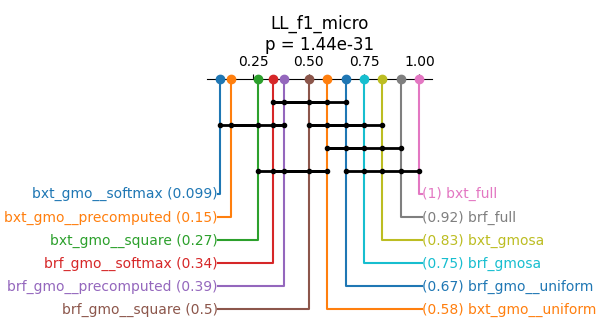 LL_f1_micro
p = 1.44e-31
0.25 0.50 0.75 1.00
bxt_gmo__softmax (0.099) (1) bxt_full
bxt_gmo__precomputed (0.15) (0.92) brf_full
bxt_gmo__square (0.27) (0.83) bxt_gmosa
brf_gmo__softmax (0.34) (0.75) brf_gmosa
brf_gmo__precomputed (0.39) (0.67) brf_gmo__uniform
brf_gmo__square (0.5) (0.58) bxt_gmo__uniform